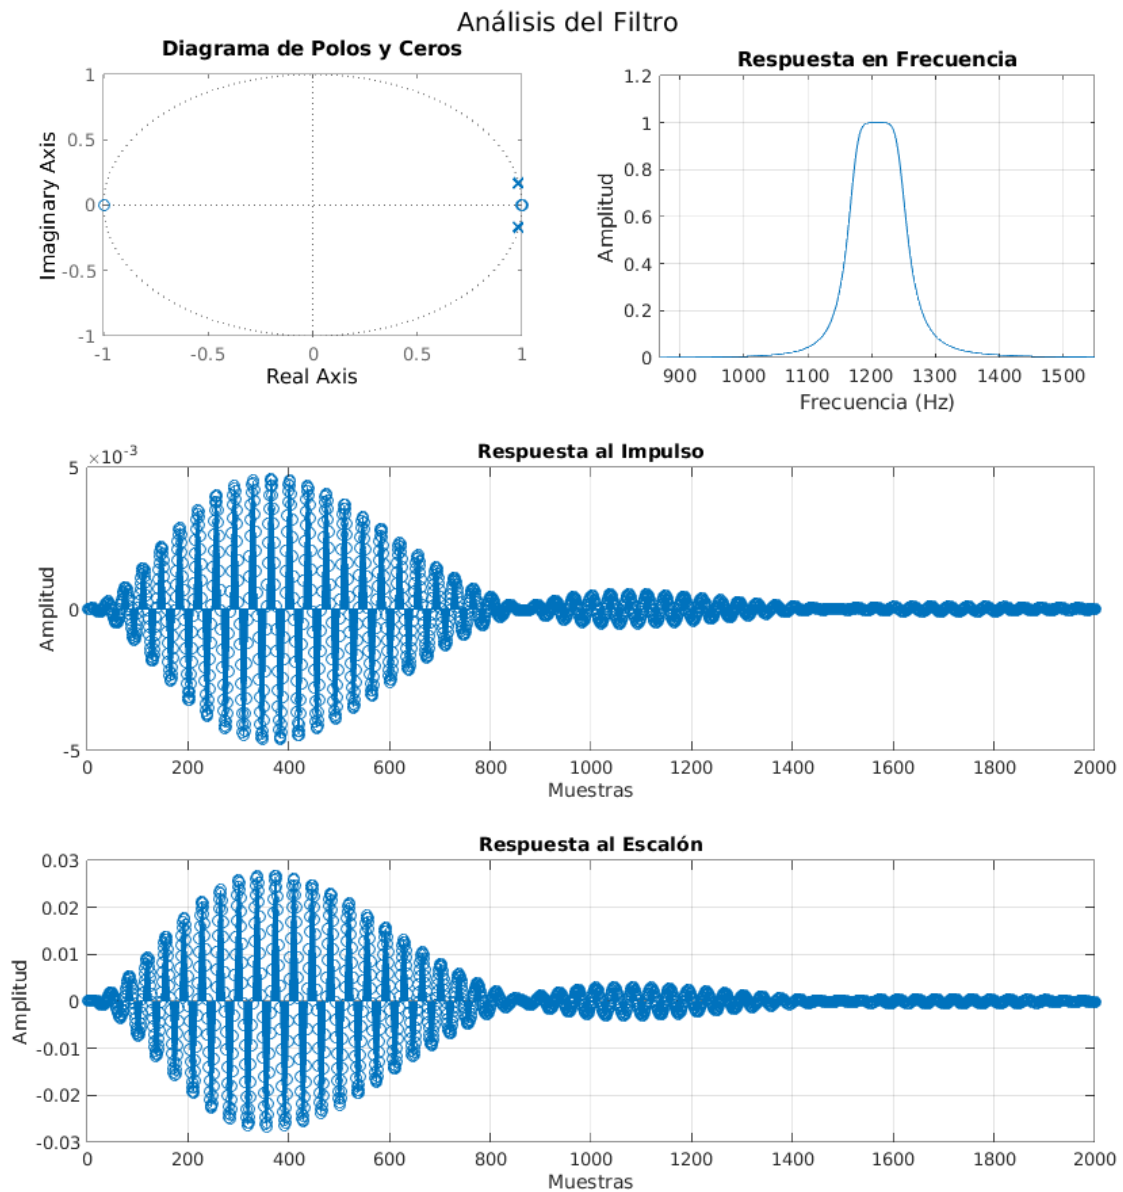 Análisis del Filtro
Diagrama de Polos y Ceros
1
0.5
0
-0.5
-1
Imaginary Axis
-1 -0.5 0 0.5 1
Real Axis
Respuesta en Frecuencia
1.2
1
0.8
0.6
0.4
0.2
0
Amplitud
900 1000 1100 1200 1300 1400 1500
Frecuencia (Hz)
Respuesta al Impulso
×10⁻³
5
0
-5
Amplitud
0 200 400 600 800 1000 1200 1400 1600 1800 2000
Muestras
Respuesta al Escalón
0.03
0.02
0.01
0
-0.01
-0.02
-0.03
Amplitud
0 200 400 600 800 1000 1200 1400 1600 1800 2000
Muestras